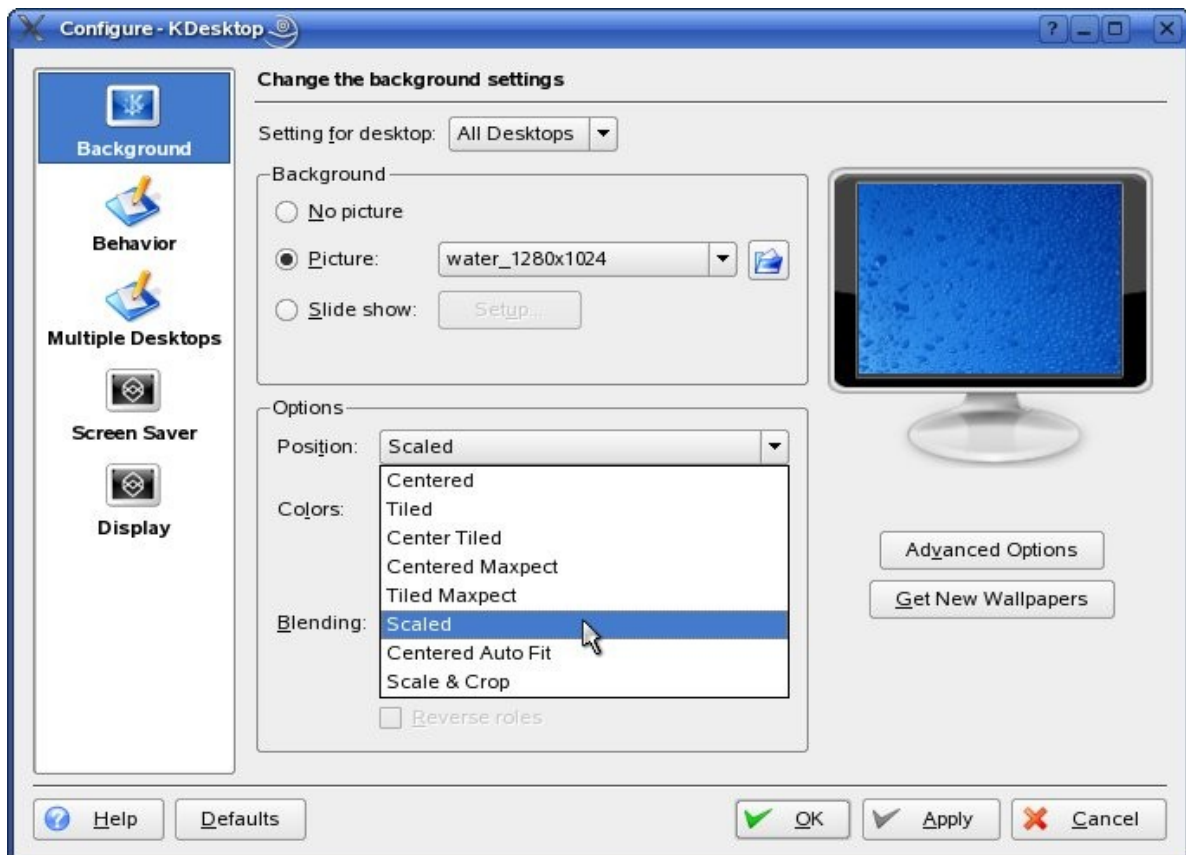 Configure - KDesktop
Background
Behavior
Multiple Desktops
Screen Saver
Display
Change the background settings
Setting for desktop: All Desktops
Background
No picture
Picture: water_1280x1024
Slide show: Setup...
Options
Position: Scaled
Centered
Tiled
Colors:
Center Tiled
Centered Maxpect
Tiled Maxpect
Blending:
Scaled
Centered Auto Fit
Scale & Crop
Reverse roles
Advanced Options
Get New Wallpapers
Help
Defaults
OK
Apply
Cancel